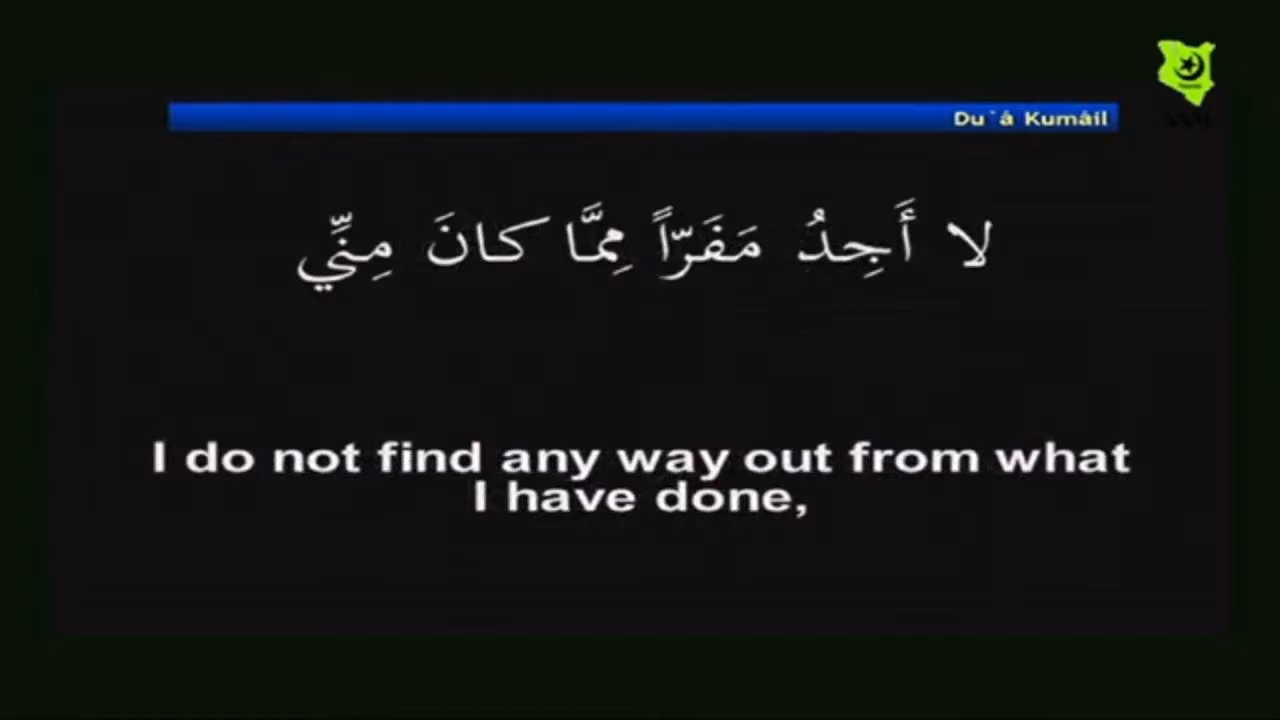 Du`â Kumâil
لا أَجِدُ مَفَرّاً مِمَّا كانَ مِنِّي
I do not find any way out from what
I have done,